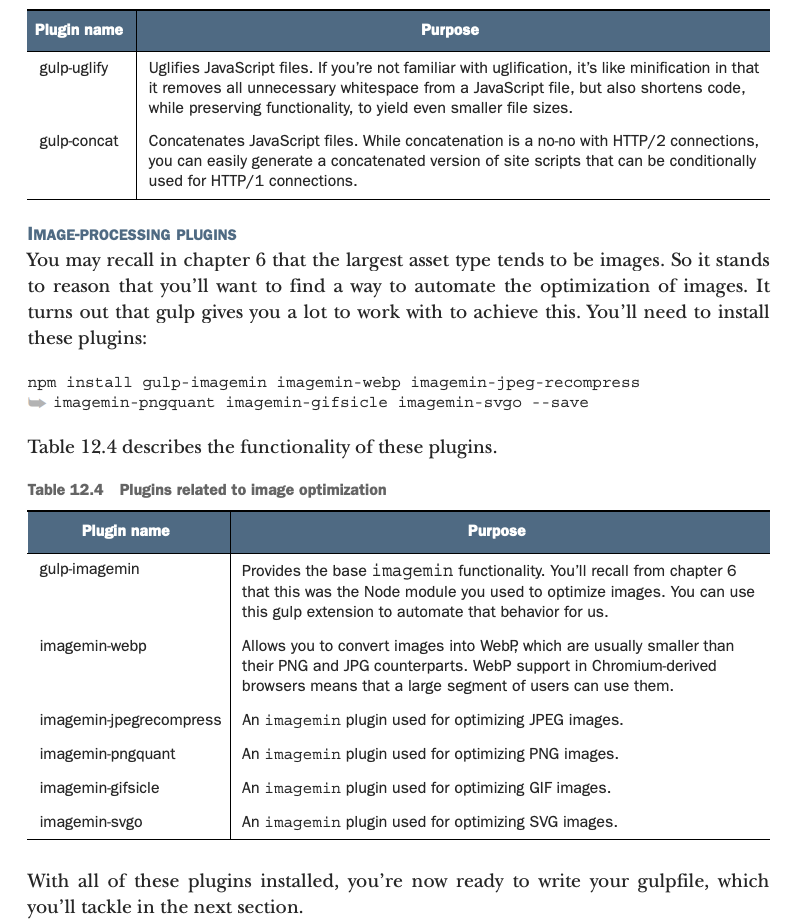 Plugin name Purpose
gulp-uglify Uglifies JavaScript files. If you're not familiar with uglification, it's like minification in that
it removes all unnecessary whitespace from a JavaScript file, but also shortens code,
while preserving functionality, to yield even smaller file sizes.
gulp-concat Concatenates JavaScript files. While concatenation is a no-no with HTTP/2 connections,
you can easily generate a concatenated version of site scripts that can be conditionally
used for HTTP/1 connections.
IMAGE-PROCESSING PLUGINS
You may recall in chapter 6 that the largest asset type tends to be images. So it stands
to reason that you'll want to find a way to automate the optimization of images. It
turns out that gulp gives you a lot to work with to achieve this. You'll need to install
these plugins:
npm install gulp-imagemin imagemin-webp imagemin-jpeg-recompress
➥ imagemin-pngquant imagemin-gifsicle imagemin-svgo --save
Table 12.4 describes the functionality of these plugins.
Table 12.4 Plugins related to image optimization
Plugin name Purpose
gulp-imagemin Provides the base imagemin functionality. You'll recall from chapter 6
that this was the Node module you used to optimize images. You can use
this gulp extension to automate that behavior for us.
imagemin-webp Allows you to convert images into WebP, which are usually smaller than
their PNG and JPG counterparts. WebP support in Chromium-derived
browsers means that a large segment of users can use them.
imagemin-jpegrecompress An imagemin plugin used for optimizing JPEG images.
imagemin-pngquant An imagemin plugin used for optimizing PNG images.
imagemin-gifsicle An imagemin plugin used for optimizing GIF images.
imagemin-svgo An imagemin plugin used for optimizing SVG images.
With all of these plugins installed, you're now ready to write your gulpfile, which
you'll tackle in the next section.